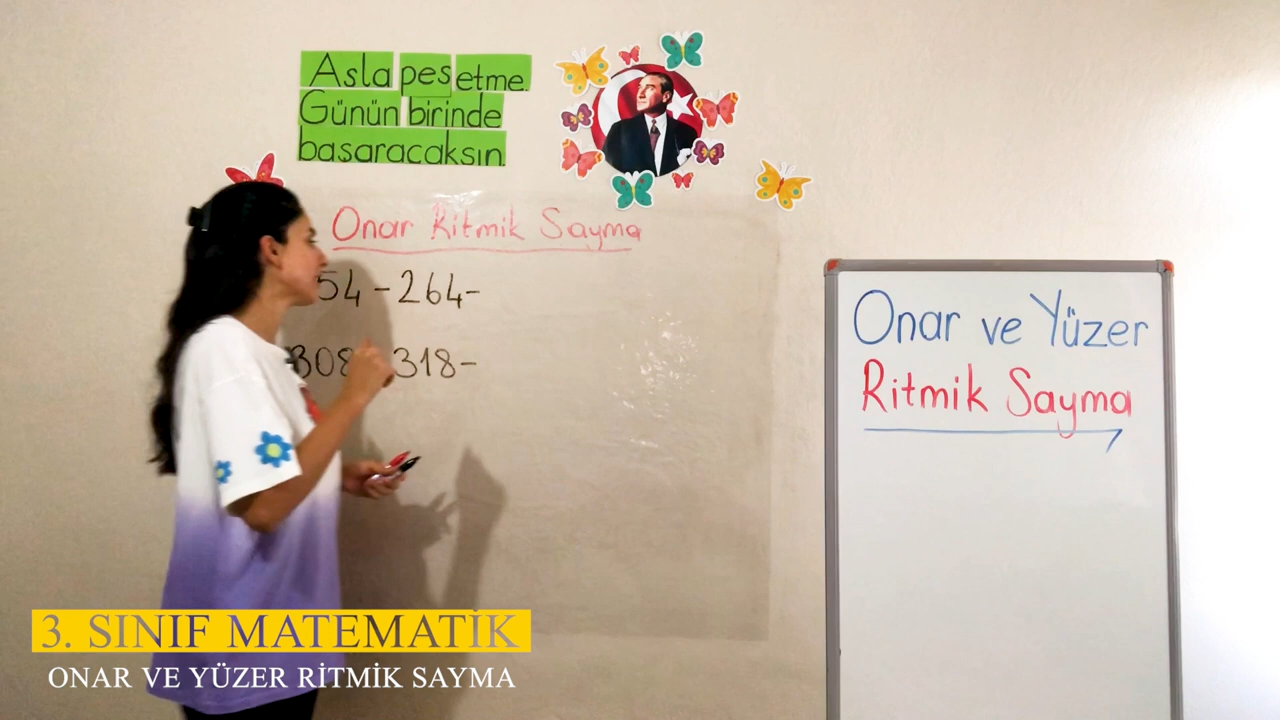 Asla pes etme.
Günün birinde
başaracaksın.
Onar Ritmik Sayma
54-264-
308-318-
Onar ve Yüzer
Ritmik Sayma
3. SINIF MATEMATİK
ONAR VE YÜZER RİTMİK SAYMA